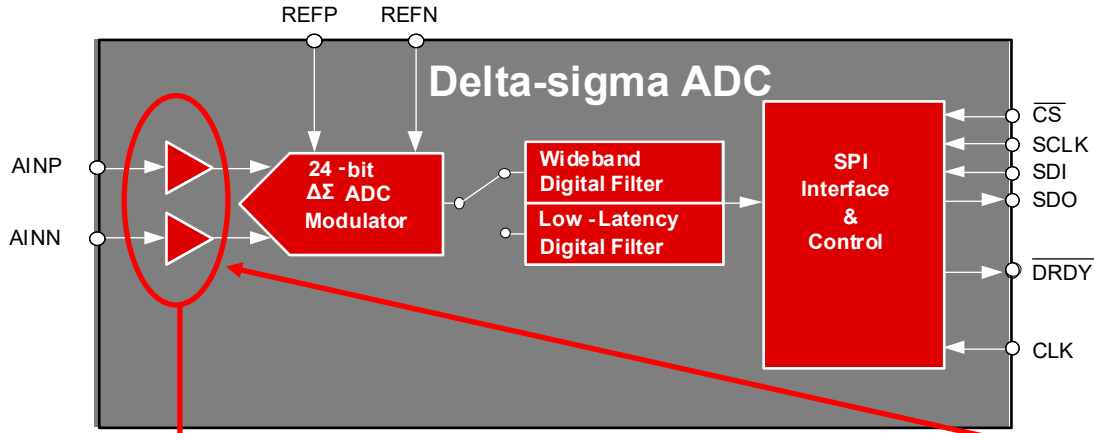 REFP REFN
Delta-sigma ADC
AINP
AINN
24 -bit
ΔΣ ADC
Modulator
Wideband
Digital Filter
Low -Latency
Digital Filter
SPI
Interface
&
Control
CS
SCLK
SDI
SDO
DRDY
CLK